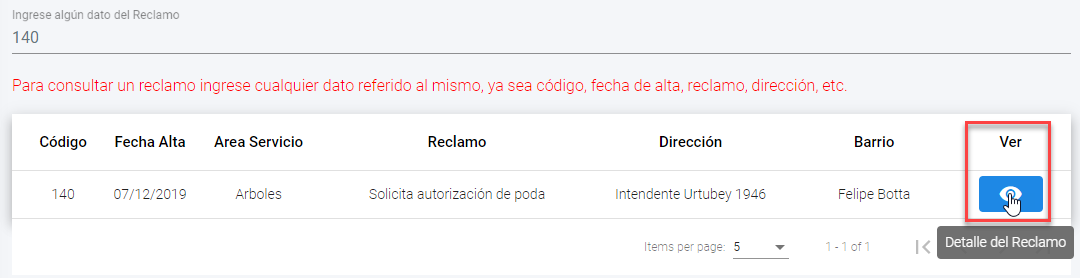 Ingrese algún dato del Reclamo
140
Para consultar un reclamo ingrese cualquier dato referido al mismo, ya sea código, fecha de alta, reclamo, dirección, etc.
Código Fecha Alta Area Servicio Reclamo Dirección Barrio Ver
140 07/12/2019 Arboles Solicita autorización de poda Intendente Urtubey 1946 Felipe Botta
Items per page: 5 1 - 1 of 1 Detalle del Reclamo